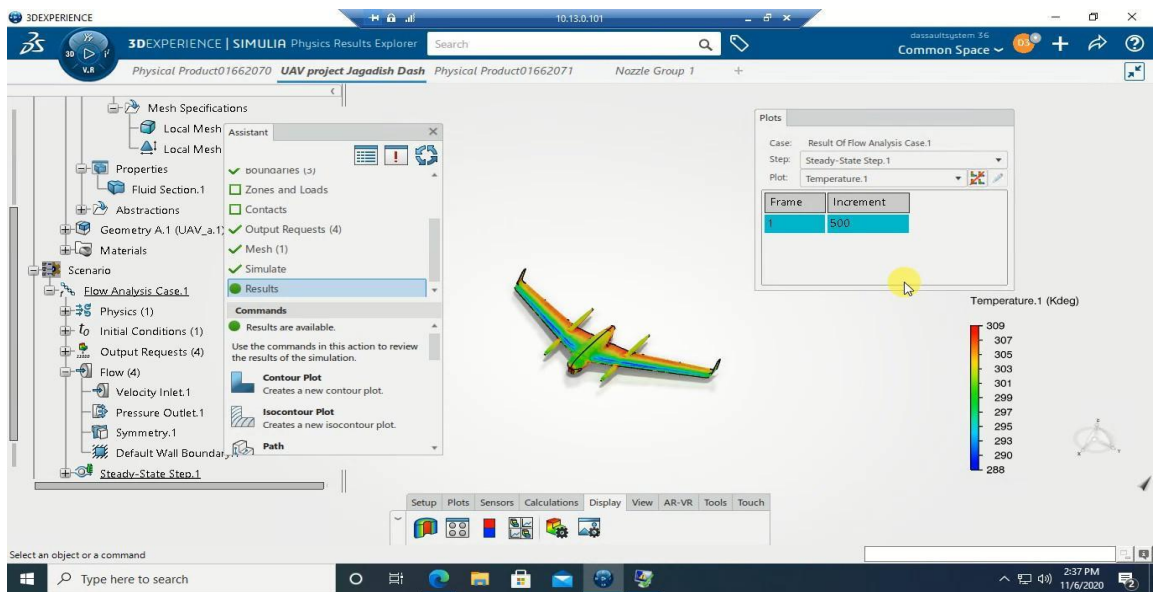 3DEXPERIENCE
10.13.0.101
3D
V.R
3DEXPERIENCE | SIMULIA Physics Results Explorer
Search
dassaultsystem 36
Common Space
D3
Physical Product01662070
UAV project Jagadish Dash
Physical Product01662071
Nozzle Group 1
+
Mesh Specifications
Local Mesh
Local Mesh
Properties
Fluid Section.1
Abstractions
Geometry A.1 (UAV_a.1)
Materials
Scenario
Flow Analysis Case.1
Physics (1)
Initial Conditions (1)
Output Requests (4)
Flow (4)
Velocity Inlet.1
Pressure Outlet.1
Symmetry.1
Default Wall Boundar
Steady-State Step.1
Assistant
Boundaries (3)
Zones and Loads
Contacts
Output Requests (4)
Mesh (1)
Simulate
Results
Commands
Results are available.
Use the commands in this action to review
the results of the simulation.
Contour Plot
Creates a new contour plot.
Isocontour Plot
Creates a new isocontour plot.
Path
Plots
Case: Result Of Flow Analysis Case.1
Step: Steady-State Step.1
Plot: Temperature.1
Frame Increment
1 500
Temperature.1 (Kdeg)
309
307
305
303
301
299
297
295
293
290
288
Setup Plots Sensors Calculations Display View AR-VR Tools Touch
Select an object or a command
Type here to search
2:37 PM
11/6/2020
2